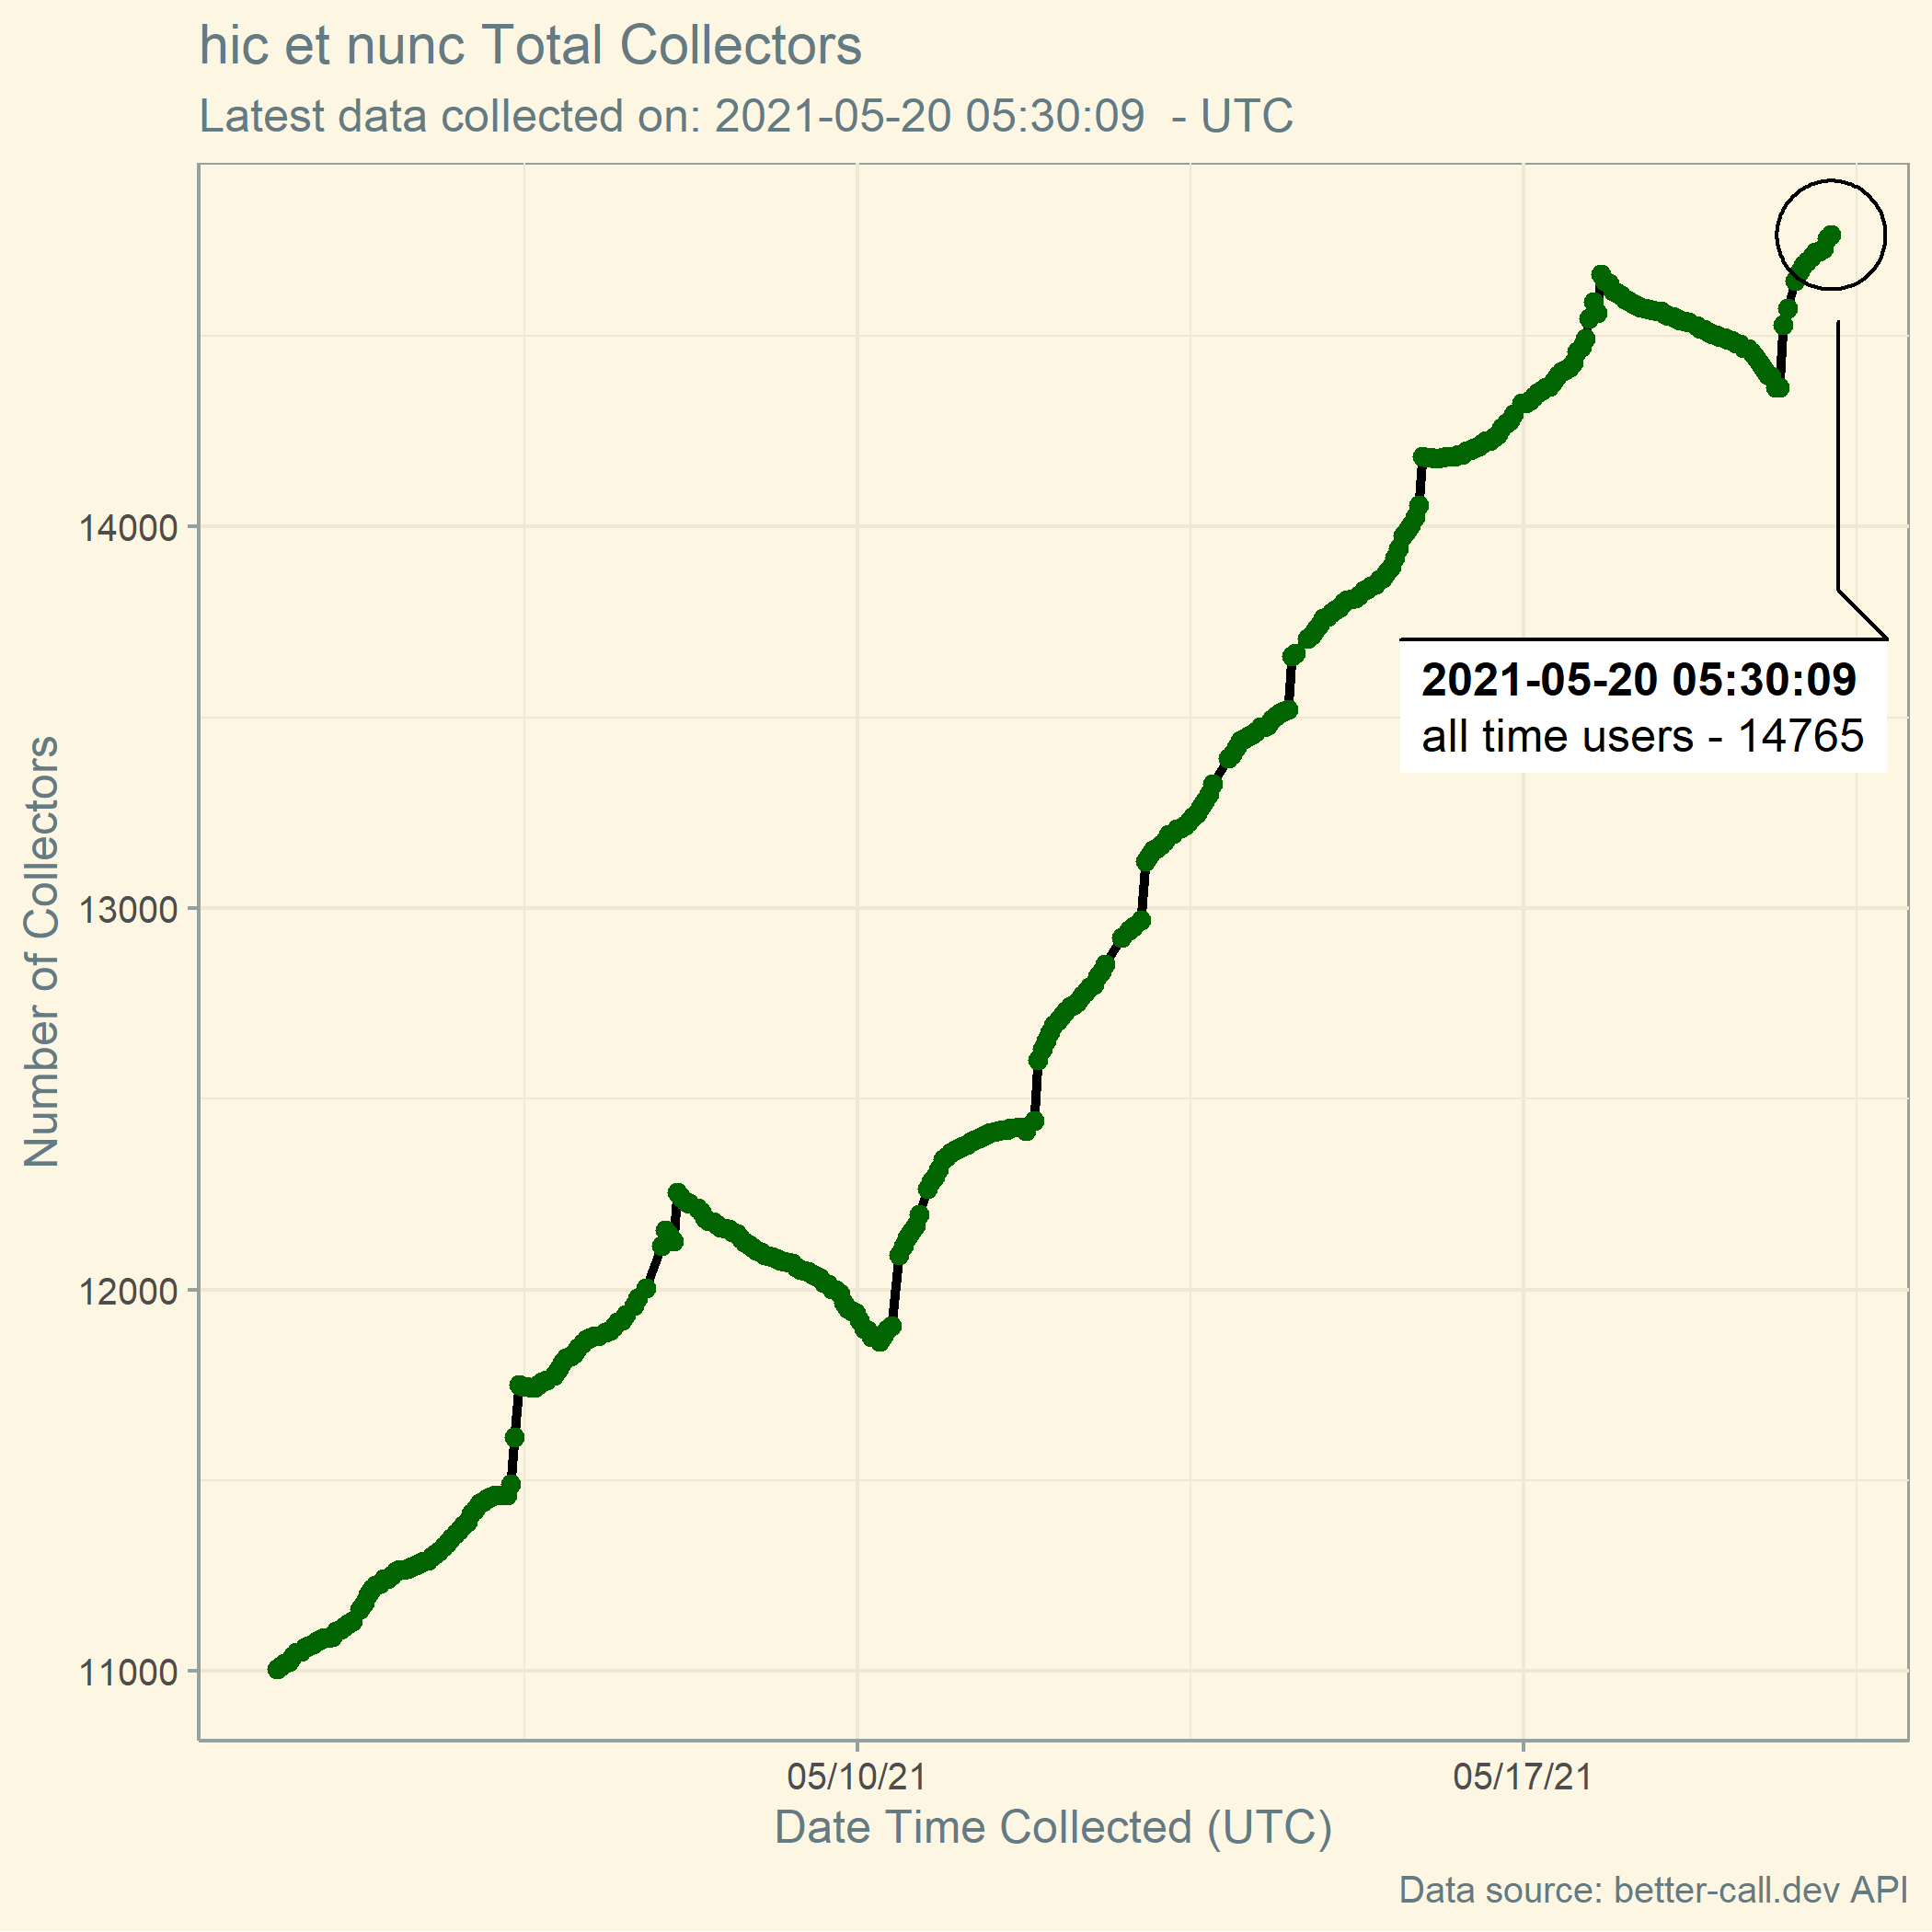 hic et nunc Total Collectors
Latest data collected on: 2021-05-20 05:30:09  - UTC
Number of Collectors
14000
13000
12000
11000
2021-05-20 05:30:09
all time users - 14765
05/10/21
05/17/21
Date Time Collected (UTC)
Data source: better-call.dev API